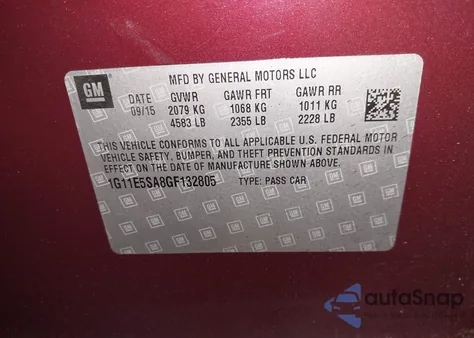 GM
MFD BY GENERAL MOTORS LLC
DATE GVWR GAWR FRT GAWR RR
09/15 2079 KG 1068 KG 1011 KG
4583 LB 2355 LB 2228 LB
THIS VEHICLE CONFORMS TO ALL APPLICABLE U.S. FEDERAL MOTOR
VEHICLE SAFETY, BUMPER, AND THEFT PREVENTION STANDARDS IN
EFFECT ON THE DATE OF MANUFACTURE SHOWN ABOVE.
1G11E5SA8GF132805 TYPE: PASS CAR
autoSnap